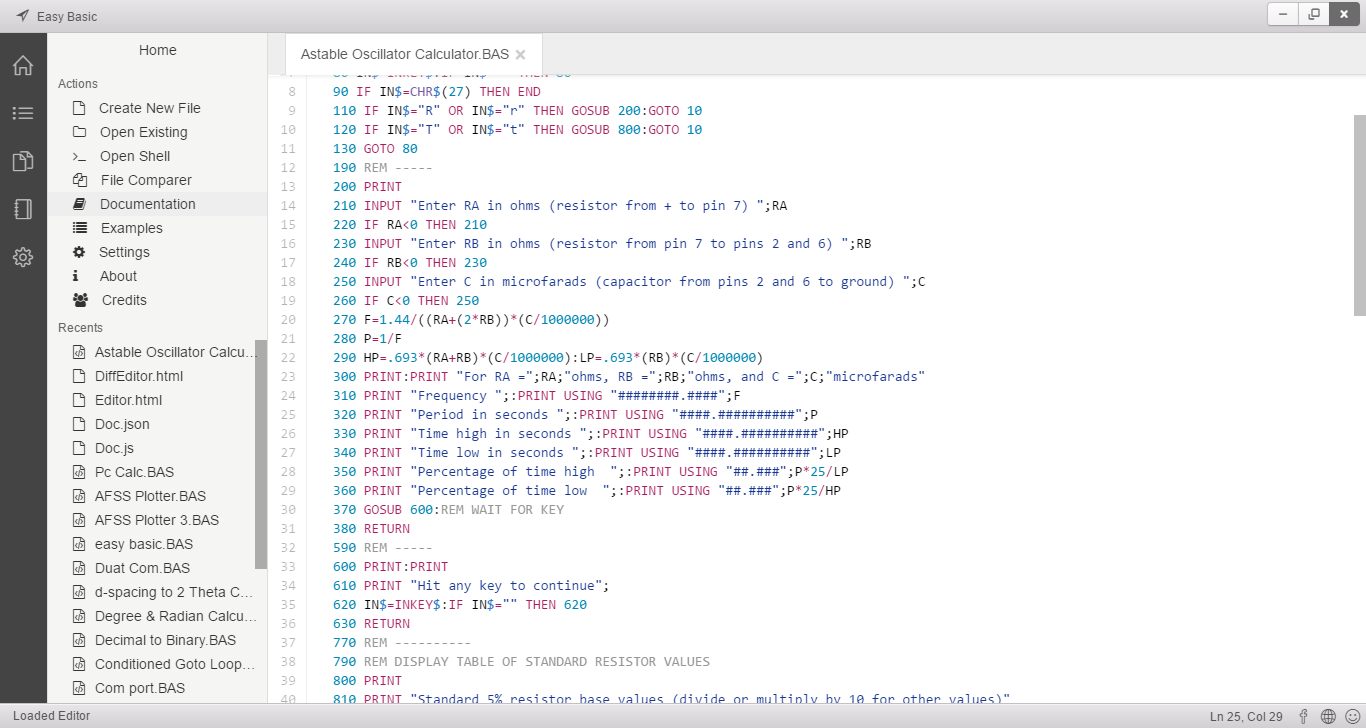 Easy Basic
Home
Actions
Create New File
Open Existing
Open Shell
File Comparer
Documentation
Examples
Settings
About
Credits
Recents
Astable Oscillator Calcu...
DiffEditor.html
Editor.html
Doc.json
Doc.js
Pc Calc.BAS
AFSS Plotter.BAS
AFSS Plotter 3.BAS
easy basic.BAS
Duat Com.BAS
d-spacing to 2 Theta C...
Degree & Radian Calcu...
Decimal to Binary.BAS
Conditioned Goto Loop...
Com port.BAS
Astable Oscillator Calculator.BAS
8 90 IF IN$=CHR$(27) THEN END
9 110 IF IN$="R" OR IN$="r" THEN GOSUB 200:GOTO 10
10 120 IF IN$="T" OR IN$="t" THEN GOSUB 800:GOTO 10
11 130 GOTO 80
12 190 REM -----
13 200 PRINT
14 210 INPUT "Enter RA in ohms (resistor from + to pin 7) ";RA
15 220 IF RA<0 THEN 210
16 230 INPUT "Enter RB in ohms (resistor from pin 7 to pins 2 and 6) ";RB
17 240 IF RB<0 THEN 230
18 250 INPUT "Enter C in microfarads (capacitor from pins 2 and 6 to ground) ";C
19 260 IF C<0 THEN 250
20 270 F=1.44/((RA+(2*RB))*(C/1000000))
21 280 P=1/F
22 290 HP=.693*(RA+RB)*(C/1000000):LP=.693*(RB)*(C/1000000)
23 300 PRINT:PRINT "For RA =";RA;"ohms, RB =";RB;"ohms, and C =";C;"microfarads"
24 310 PRINT "Frequency ";:PRINT USING "########.####";F
25 320 PRINT "Period in seconds ";:PRINT USING "####.##########";P
26 330 PRINT "Time high in seconds ";:PRINT USING "####.##########";HP
27 340 PRINT "Time low in seconds ";:PRINT USING "####.##########";LP
28 350 PRINT "Percentage of time high  ";:PRINT USING "##.###";P*25/LP
29 360 PRINT "Percentage of time low  ";:PRINT USING "##.###";P*25/HP
30 370 GOSUB 600:REM WAIT FOR KEY
31 380 RETURN
32 590 REM -----
33 600 PRINT:PRINT
34 610 PRINT "Hit any key to continue";
35 620 IN$=INKEY$:IF IN$="" THEN 620
36 630 RETURN
37 770 REM ----------
38 790 REM DISPLAY TABLE OF STANDARD RESISTOR VALUES
39 800 PRINT
40 810 PRINT "Standard 5% resistor base values (divide or multiply by 10 for other values)"
Loaded Editor
Ln 25, Col 29